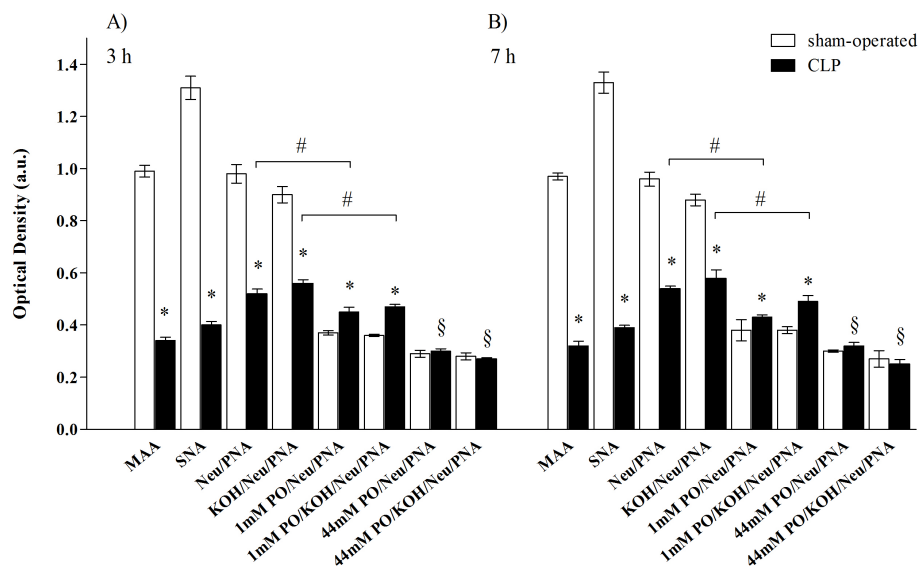 A)
3 h
B)
7 h
sham-operated
CLP
Optical Density (a.u.)
1.4
1.2
1.0
0.8
0.6
0.4
0.2
0.0
#
#
*
*
*
*
*
*
§
§
#
#
*
*
*
*
*
*
§
§
MAA
SNA
Neu/PNA
KOH/Neu/PNA
1mM PO/Neu/PNA
1mM PO/KOH/Neu/PNA
44mM PO/Neu/PNA
44mM PO/KOH/Neu/PNA
MAA
SNA
Neu/PNA
KOH/Neu/PNA
1mM PO/Neu/PNA
1mM PO/KOH/Neu/PNA
44mM PO/Neu/PNA
44mM PO/KOH/Neu/PNA